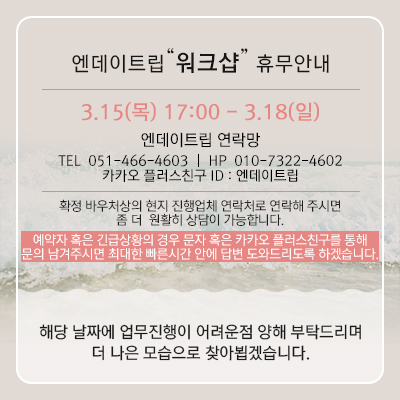 엔데이트립 “워크샵” 휴무안내
3.15(목) 17:00 – 3.18(일)
엔데이트립 연락망
TEL 051-466-4603 | HP 010-7322-4602
카카오 플러스친구 ID : 엔데이트립
확정 바우처상의 현지 진행업체 연락처로 연락해 주시면
좀 더 원활히 상담이 가능합니다.
예약자 혹은 긴급상황의 경우 문자 혹은 카카오 플러스친구를 통해
문의 남겨주시면 최대한 빠른시간 안에 답변 도와드리도록 하겠습니다.
해당 날짜에 업무진행이 어려운점 양해 부탁드리며
더 나은 모습으로 찾아뵙겠습니다.